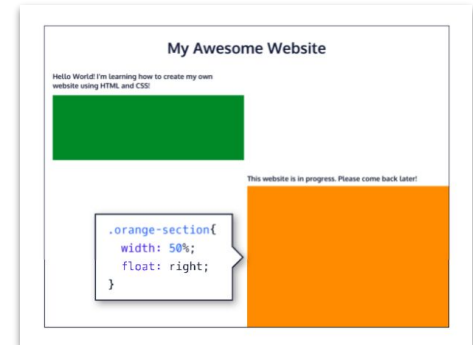 My Awesome Website
Hello World! I'm learning how to create my own
website using HTML and CSS!
This website is in progress. Please come back later!
.orange-section{
width: 50%;
float: right;
}